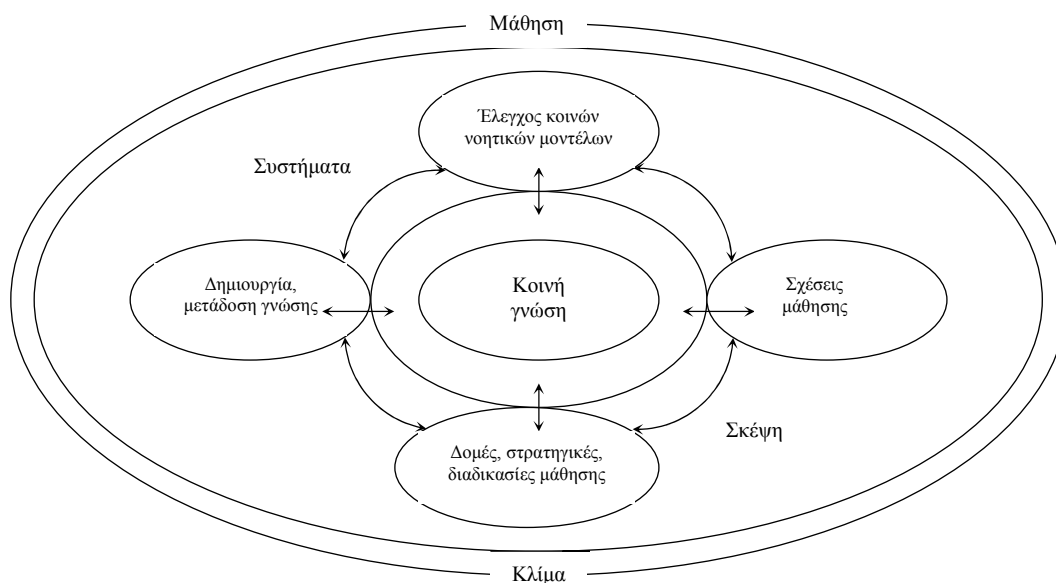 Μάθηση
Έλεγχος κοινών
νοητικών μοντέλων
Συστήματα
Δημιουργία,
μετάδοση γνώσης
Κοινή
γνώση
Σχέσεις
μάθησης
Σκέψη
Δομές, στρατηγικές,
διαδικασίες μάθησης
Κλίμα